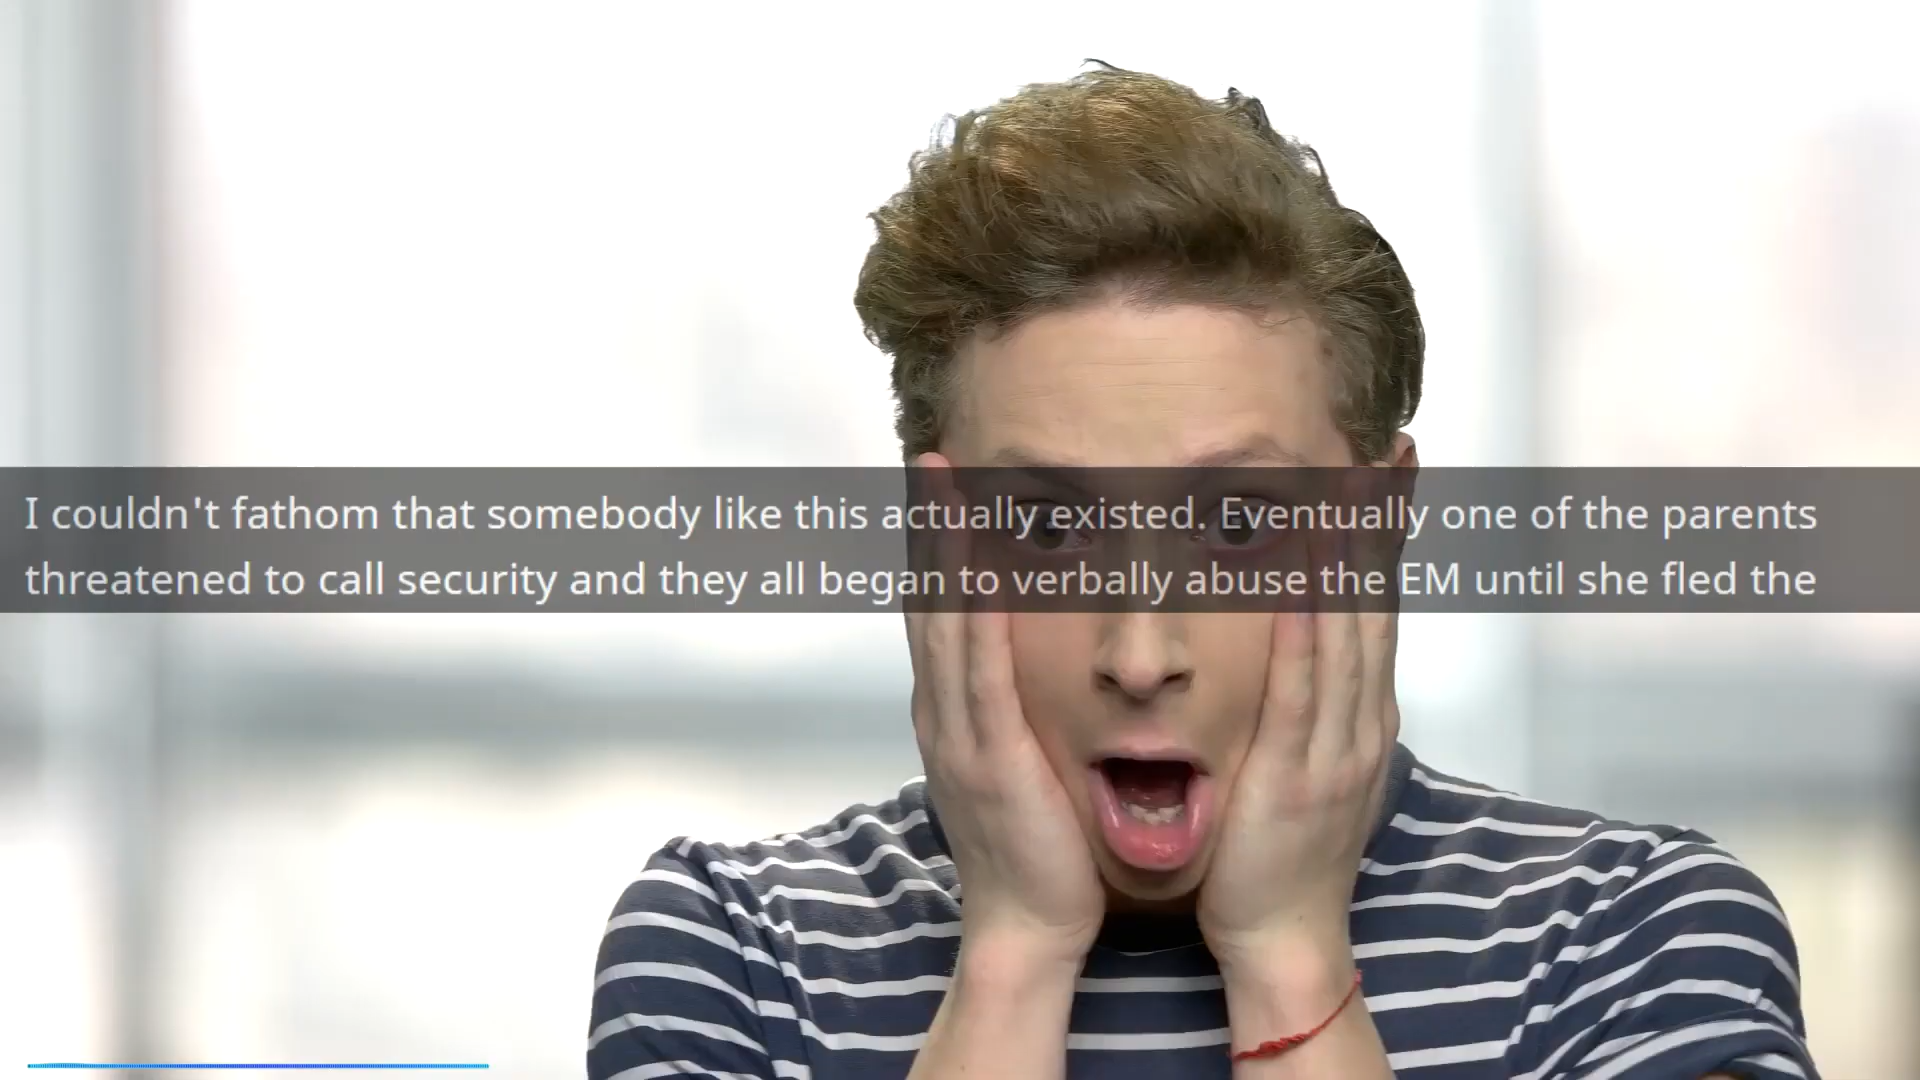 I couldn't fathom that somebody like this actually existed. Eventually one of the parents
threatened to call security and they all began to verbally abuse the EM until she fled the